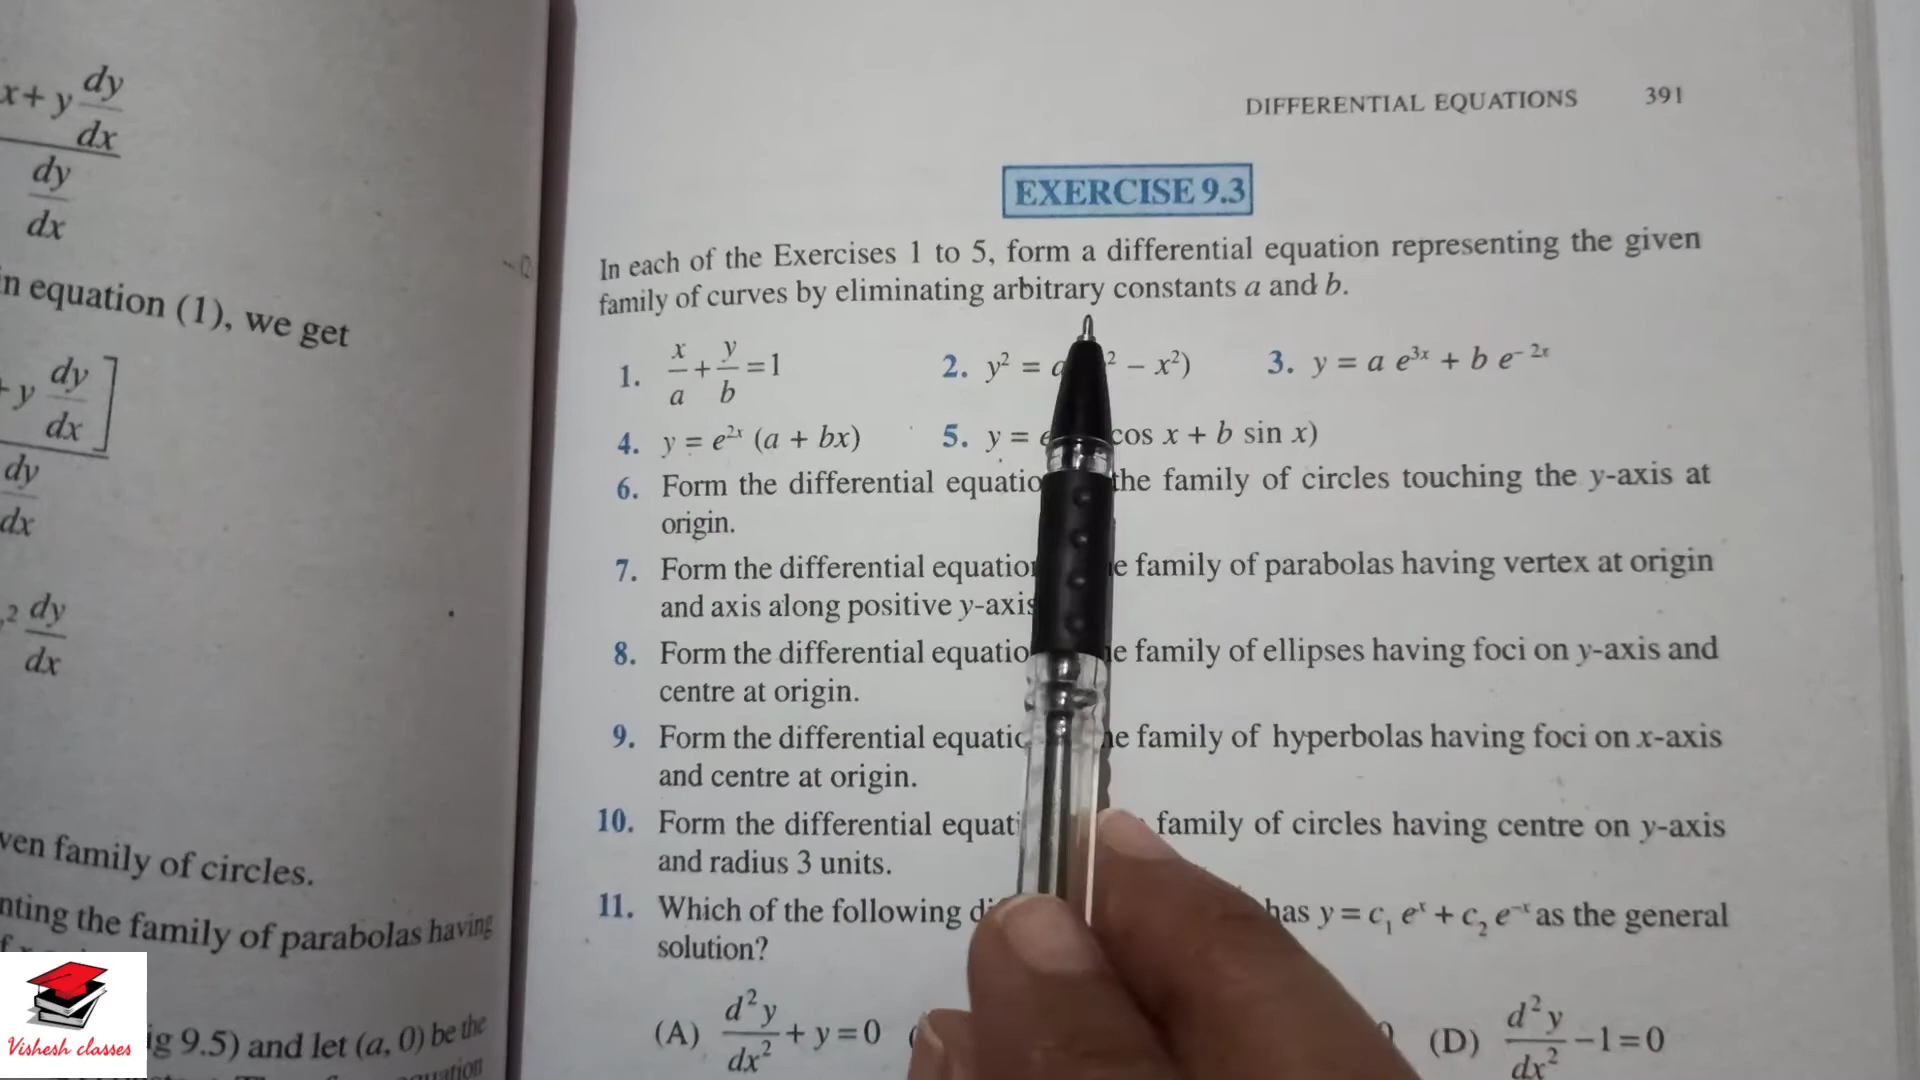 x + y dy/dx
dy/dx
in equation (1), we get
+ y dy/dx ]
dy/dx
2 dy/dx
ven family of circles.
nting the family of parabolas having
ig 9.5) and let (a, 0) be the
Vishesh classes
DIFFERENTIAL EQUATIONS 391
EXERCISE 9.3
In each of the Exercises 1 to 5, form a differential equation representing the given
family of curves by eliminating arbitrary constants a and b.
1. x/a + y/b = 1 2. y² = ² – x²) 3. y = a e³ˣ + b e⁻ ²ˣ
4. y = e²ˣ (a + bx) 5. y = cos x + b sin x)
6. Form the differential the family of circles touching the y-axis at
origin.
7. Form the differential family of parabolas having vertex at origin
and axis along positive
8. Form the differential family of ellipses having foci on y-axis and
centre at origin.
9. Form the differential family of hyperbolas having foci on x-axis
and centre at origin.
10. Form the differential family of circles having centre on y-axis
and radius 3 units.
11. Which of the following has y = c₁ eˣ + c₂ e⁻ˣ as the general
solution?
(A) d²y/dx² + y = 0 (D) d²y/dx² – 1 = 0